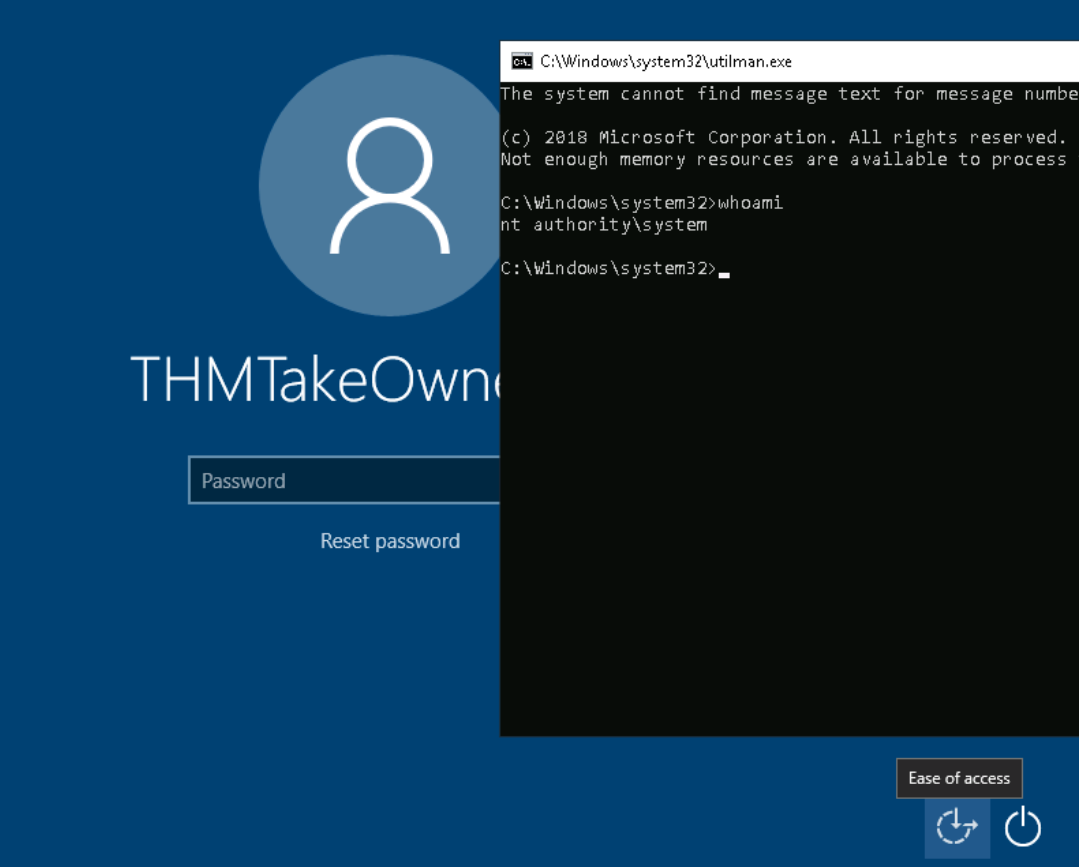 C:\Windows\system32\utilman.exe
The system cannot find message text for message numbe
(c) 2018 Microsoft Corporation. All rights reserved.
Not enough memory resources are available to process
C:\Windows\system32>whoami
nt authority\system
C:\Windows\system32>
THMTakeOwne
Password
Reset password
Ease of access